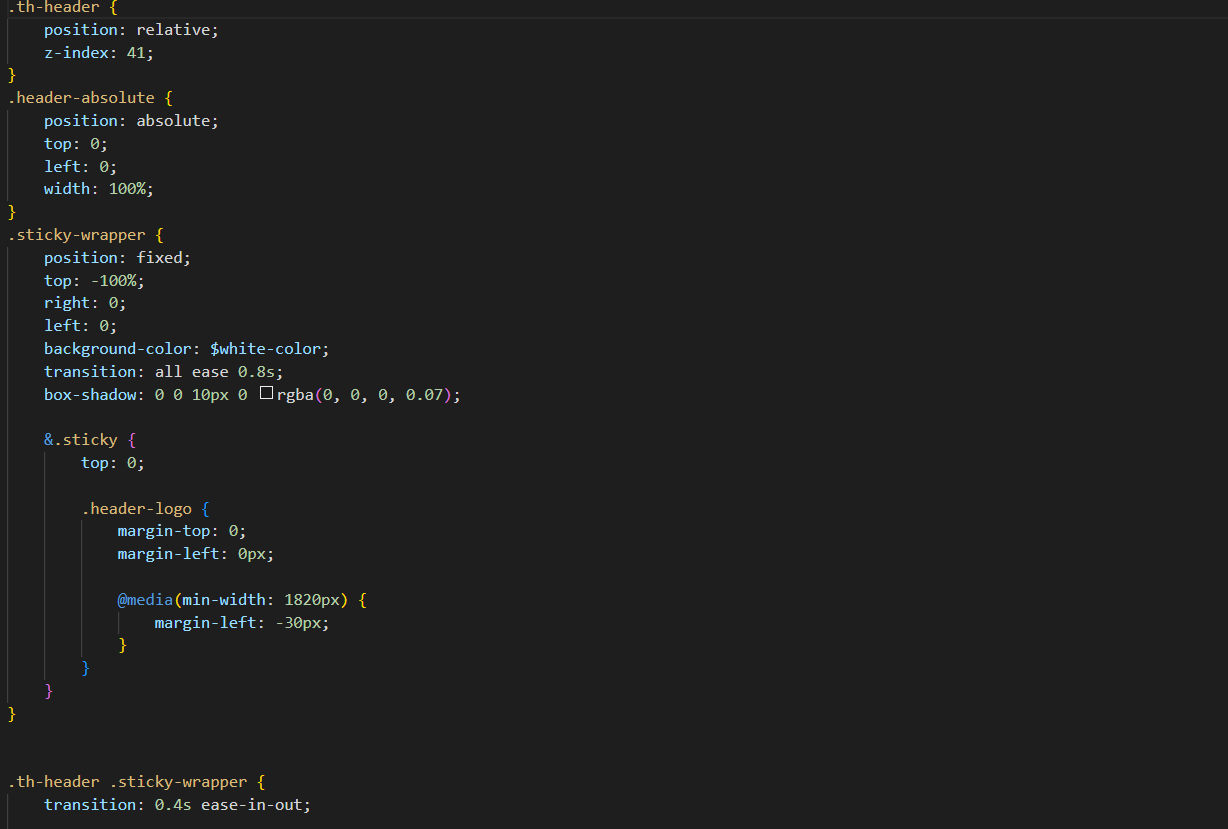 .th-header {
    position: relative;
    z-index: 41;
}
.header-absolute {
    position: absolute;
    top: 0;
    left: 0;
    width: 100%;
}
.sticky-wrapper {
    position: fixed;
    top: -100%;
    right: 0;
    left: 0;
    background-color: $white-color;
    transition: all ease 0.8s;
    box-shadow: 0 0 10px 0 rgba(0, 0, 0, 0.07);

    &.sticky {
        top: 0;

        .header-logo {
            margin-top: 0;
            margin-left: 0px;

            @media(min-width: 1820px) {
                margin-left: -30px;
            }
        }
    }
}


.th-header .sticky-wrapper {
    transition: 0.4s ease-in-out;